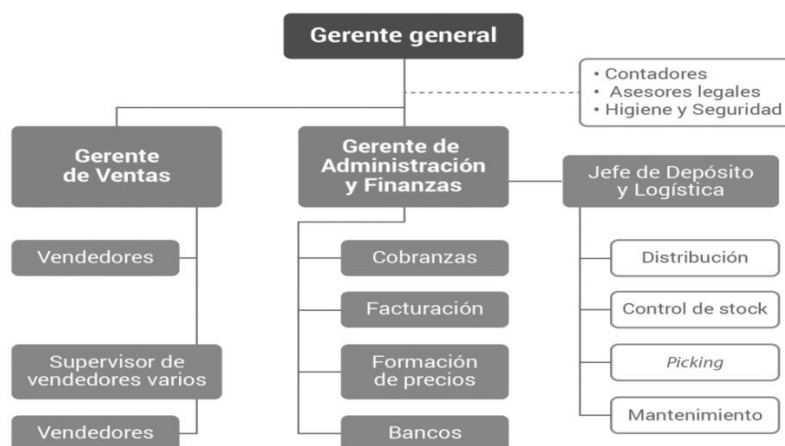 Gerente general
• Contadores
• Asesores legales
• Higiene y Seguridad
Gerente
de Ventas
Gerente de
Administración
y Finanzas
Jefe de Depósito
y Logística
Vendedores
Supervisor de
vendedores varios
Vendedores
Cobranzas
Facturación
Formación
de precios
Bancos
Distribución
Control de stock
Picking
Mantenimiento